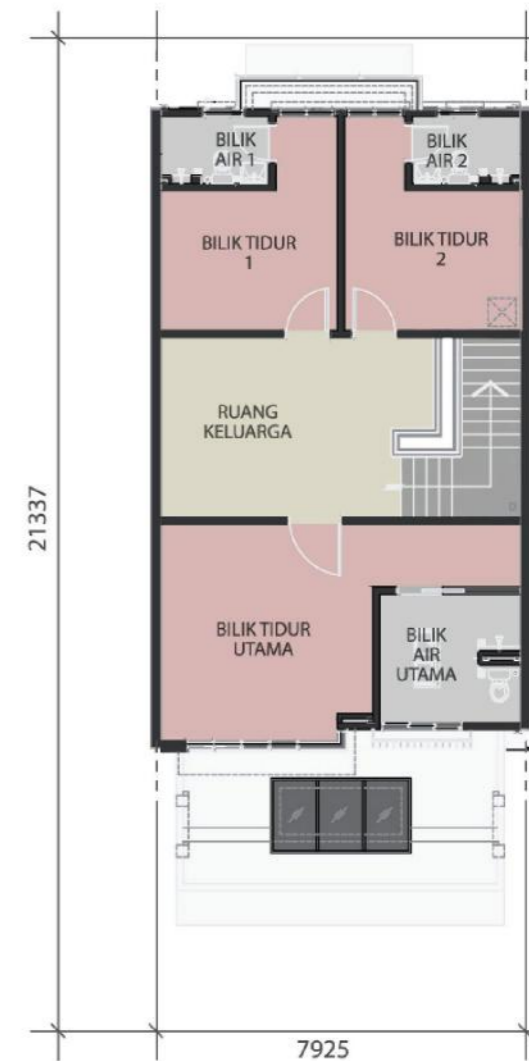 BILIK
AIR 1
BILIK
AIR 2
BILIK TIDUR
1
BILIK TIDUR
2
RUANG
KELUARGA
21337
BILIK TIDUR
UTAMA
BILIK
AIR
UTAMA
7925